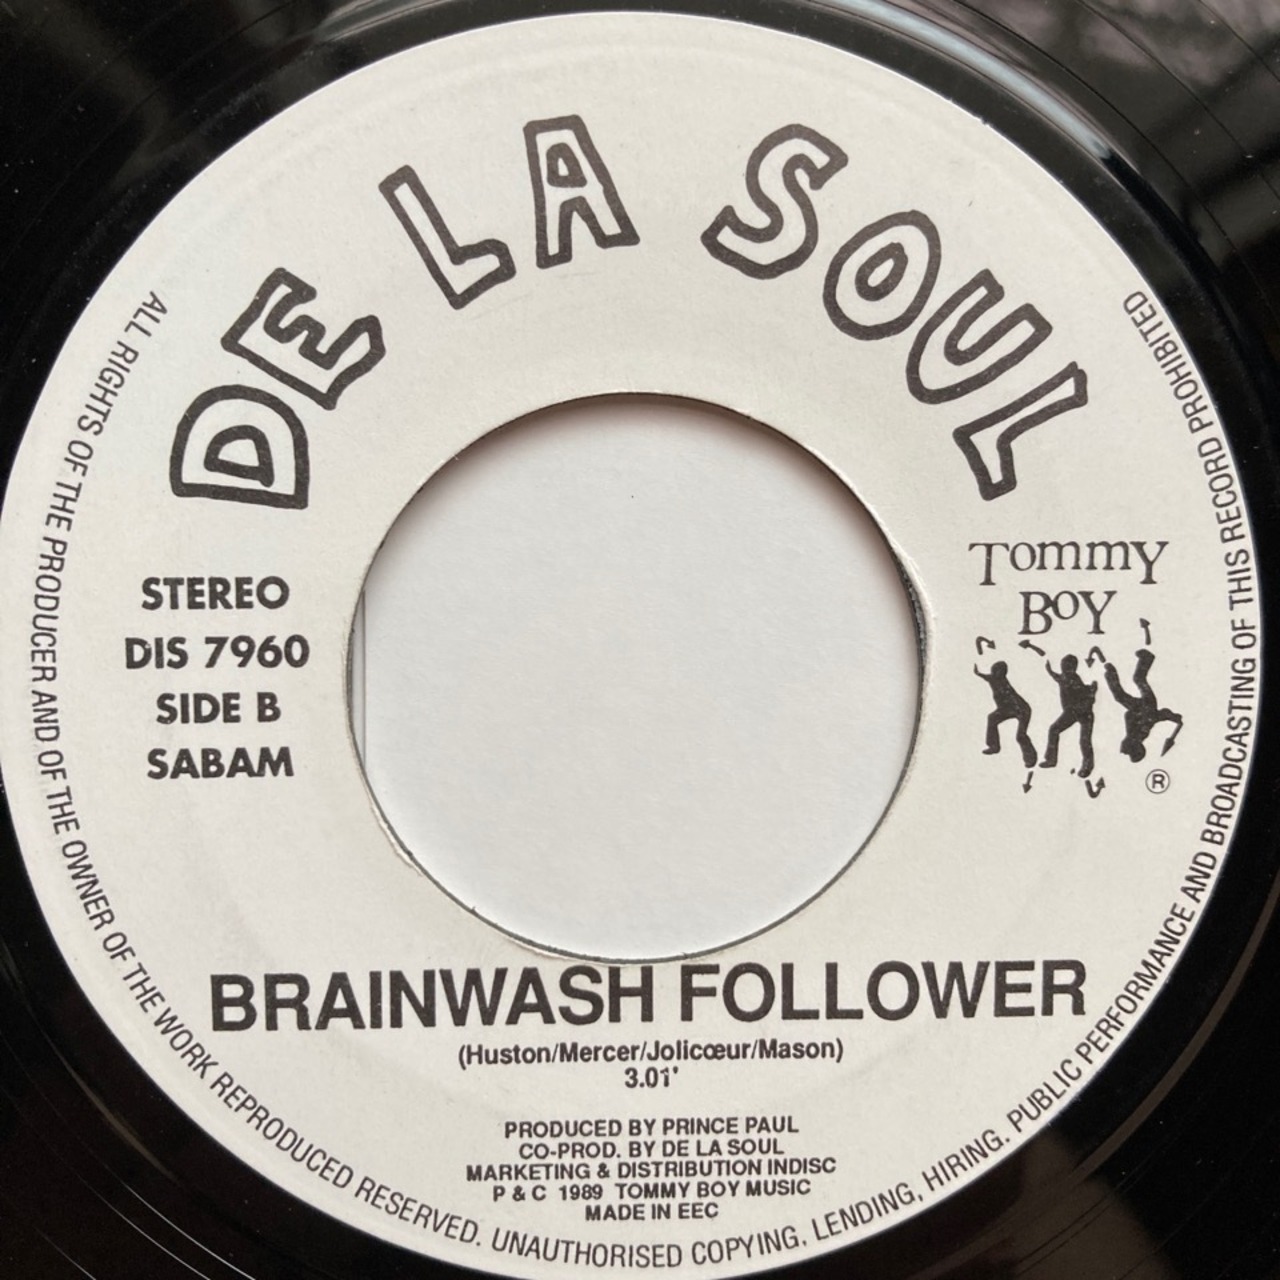 DE LA SOUL
STEREO
DIS 7960
SIDE B
SABAM
Tommy
BOY
®
BRAINWASH FOLLOWER
(Huston/Mercer/Jolicœur/Mason)
3.01'
PRODUCED BY PRINCE PAUL
CO-PROD. BY DE LA SOUL
MARKETING & DISTRIBUTION INDISC
P & C 1989 TOMMY BOY MUSIC
MADE IN EEC
ALL RIGHTS OF THE PRODUCER AND OF THE OWNER OF THE WORK REPRODUCED RESERVED. UNAUTHORISED COPYING, LENDING, HIRING. PUBLIC PERFORMANCE AND BROADCASTING OF THIS RECORD PROHIBITED